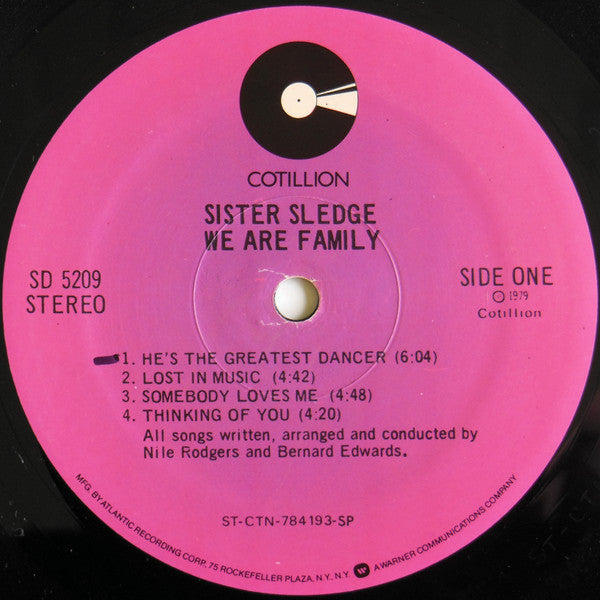 COTILLION
SISTER SLEDGE
WE ARE FAMILY
SD 5209
STEREO
SIDE ONE
Ⓟ 1979
Cotillion
1. HE'S THE GREATEST DANCER (6:04)
2. LOST IN MUSIC (4:42)
3. SOMEBODY LOVES ME (4:48)
4. THINKING OF YOU (4:20)
All songs written, arranged and conducted by
Nile Rodgers and Bernard Edwards.
ST-CTN-784193-SP
MFG. BY ATLANTIC RECORDING CORP. 75 ROCKEFELLER PLAZA, N.Y., N.Y. W A WARNER COMMUNICATIONS COMPANY